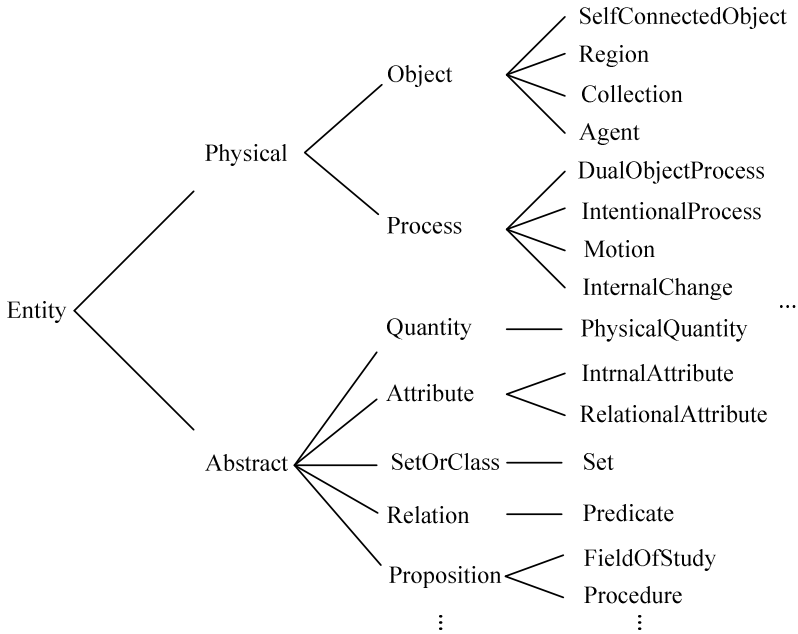 SelfConnectedObject
Object
Region
Collection
Agent
Physical
DualObjectProcess
IntentionalProcess
Process
Motion
InternalChange
...
Entity
Quantity
PhysicalQuantity
IntrnalAttribute
Attribute
RelationalAttribute
Abstract
SetOrClass
Set
Relation
Predicate
FieldOfStudy
Proposition
Procedure
⋮
⋮